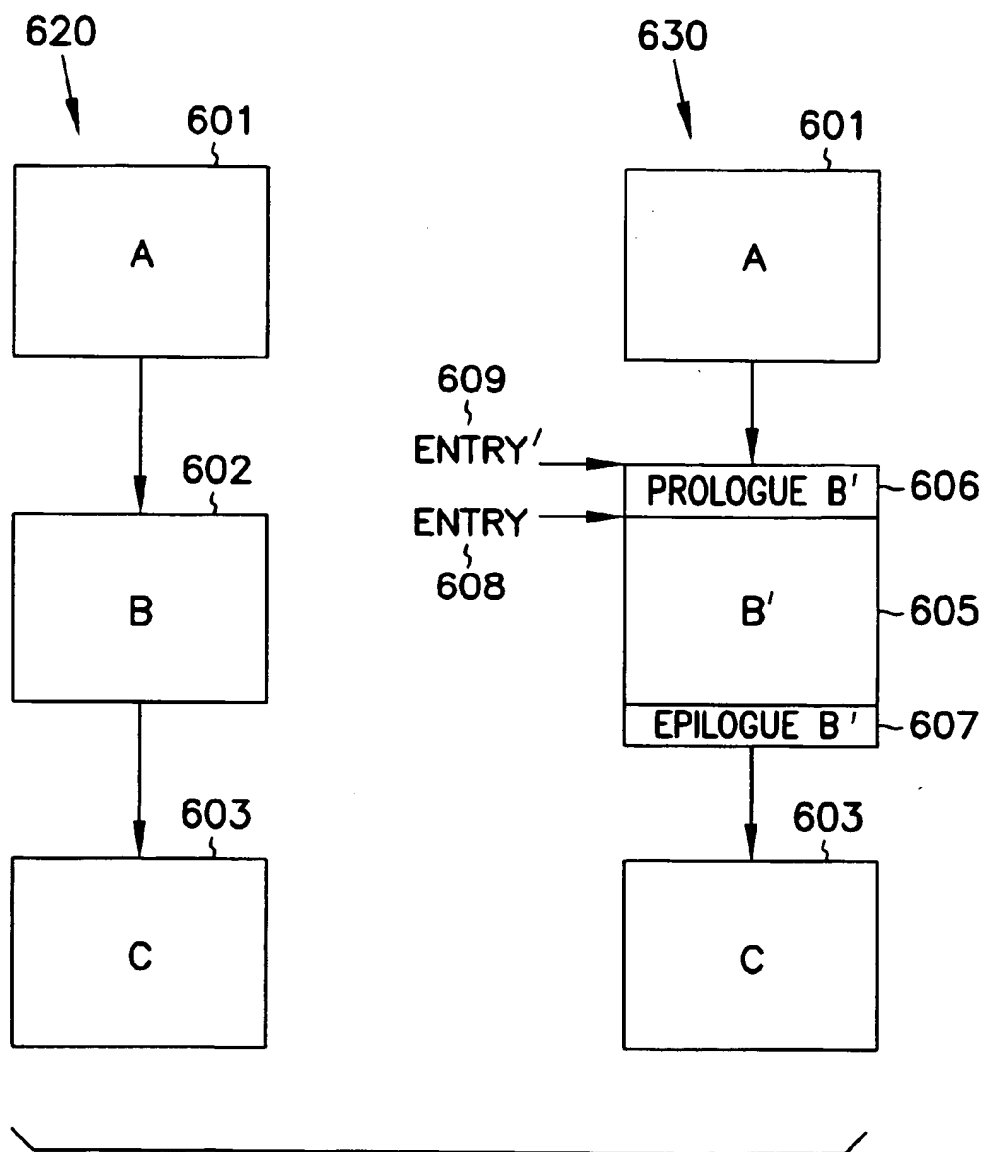 620
601
A
602
B
603
C
630
601
A
609
ENTRY'
PROLOGUE B'
606
ENTRY
608
B'
605
EPILOGUE B'
607
603
C